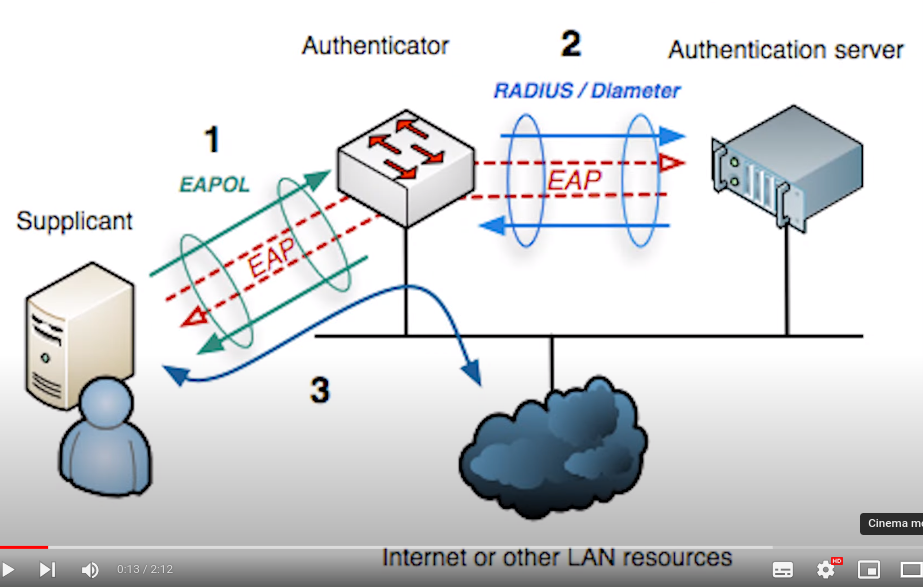 Authenticator
2
Authentication server
RADIUS / Diameter
1
EAPOL
EAP
Supplicant
EAP
3
Internet or other LAN resources
Cinema mo
0:13 / 2:12
HD